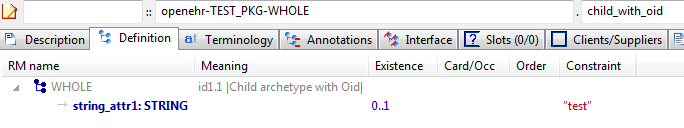 :: openehr-TEST_PKG-WHOLE . child_with_oid
Description Definition Terminology Annotations Interface Slots (0/0) Clients/Suppliers
RM name Meaning Existence Card/Occ Order Constraint
WHOLE id1.1 |Child archetype with Oid|
string_attr1: STRING 0..1 "test"